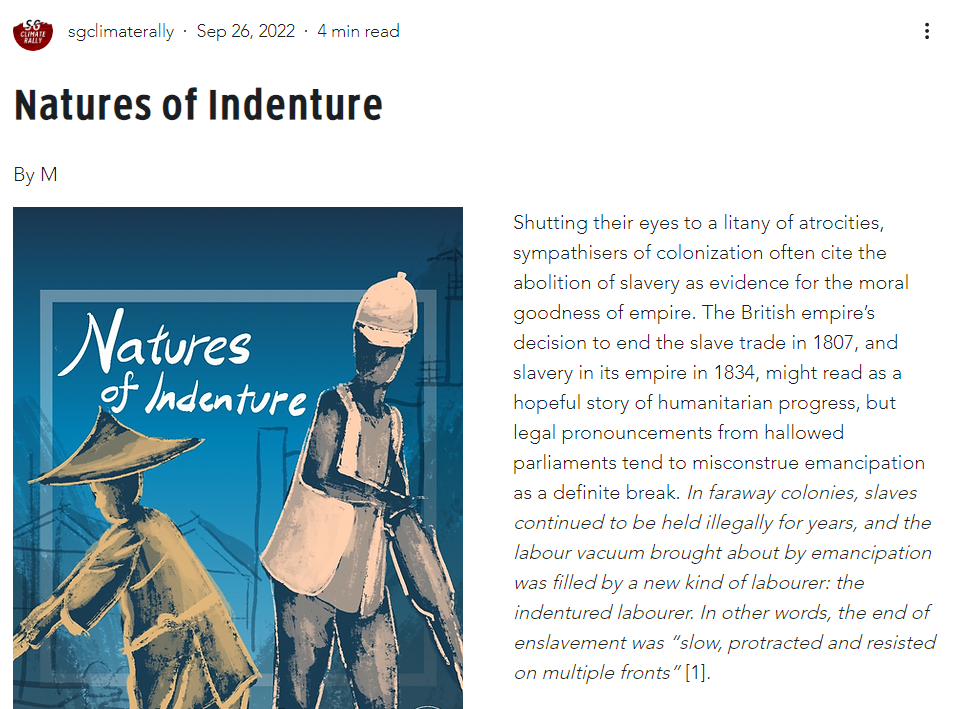 SG
CLIMATE
RALLY
sgclimaterally · Sep 26, 2022 · 4 min read
Natures of Indenture
By M
Natures
of Indenture
Shutting their eyes to a litany of atrocities,
sympathisers of colonization often cite the
abolition of slavery as evidence for the moral
goodness of empire. The British empire’s
decision to end the slave trade in 1807, and
slavery in its empire in 1834, might read as a
hopeful story of humanitarian progress, but
legal pronouncements from hallowed
parliaments tend to misconstrue emancipation
as a definite break. In faraway colonies, slaves
continued to be held illegally for years, and the
labour vacuum brought about by emancipation
was filled by a new kind of labourer: the
indentured labourer. In other words, the end of
enslavement was “slow, protracted and resisted
on multiple fronts” [1].